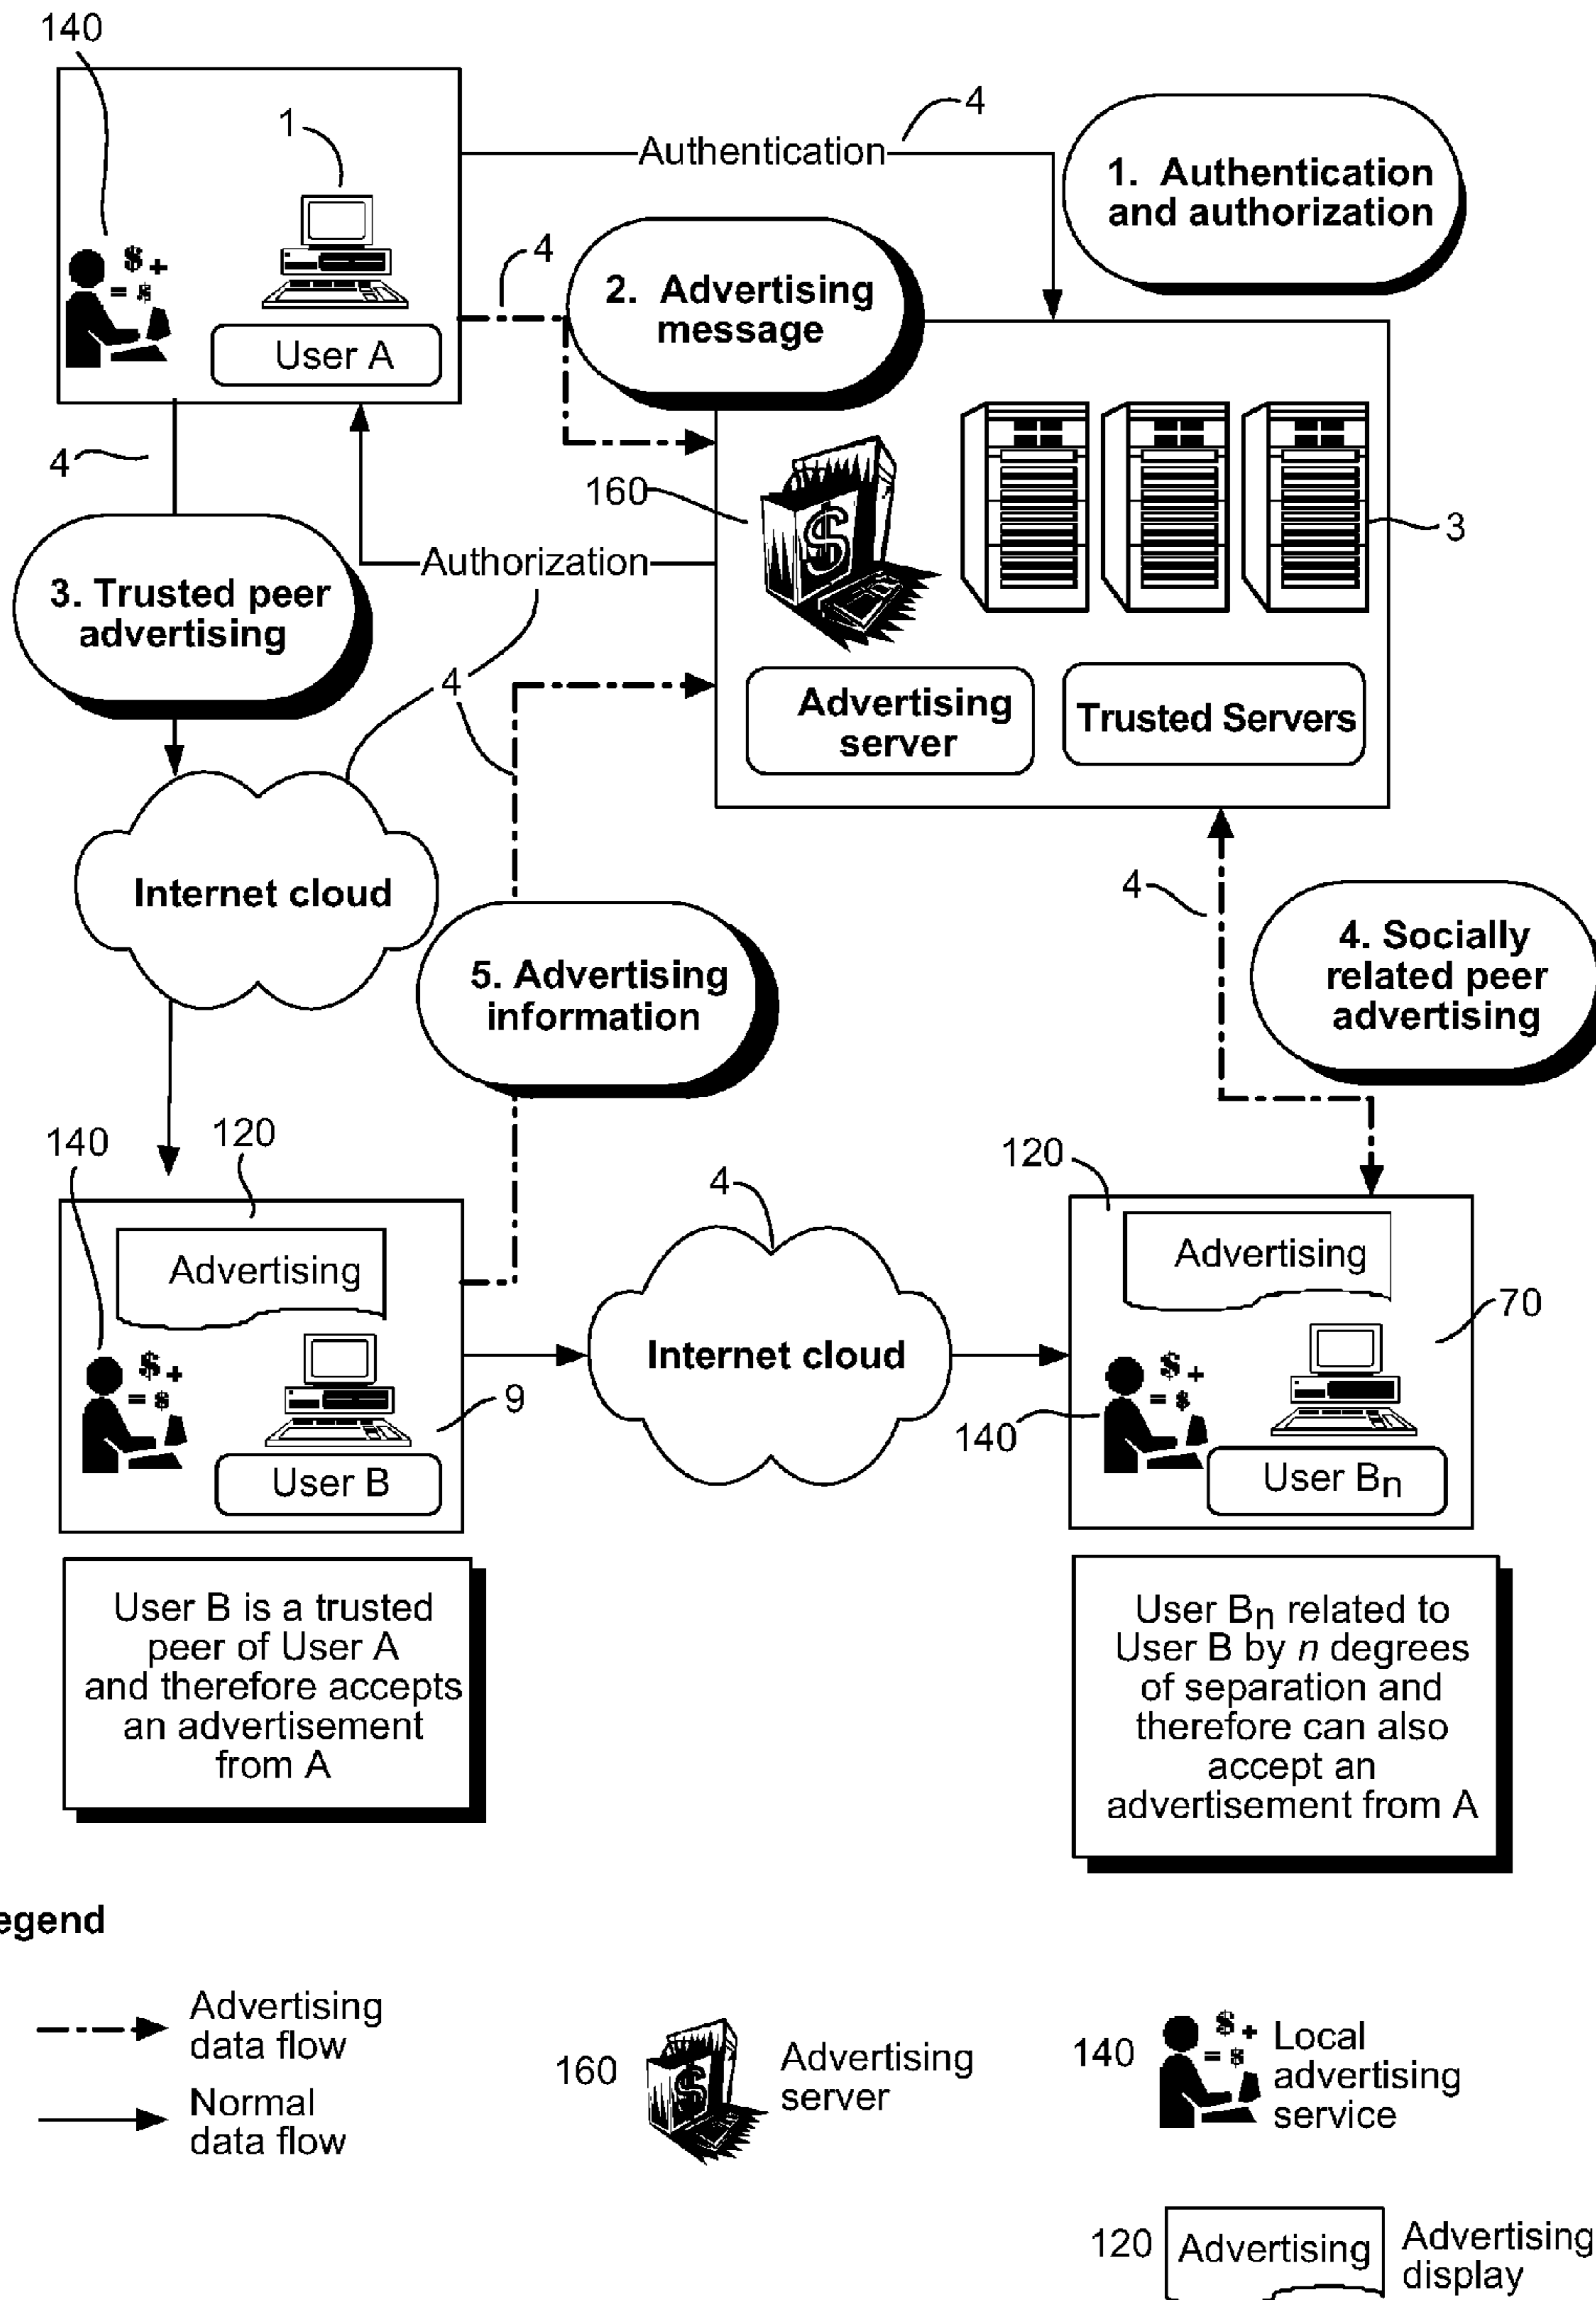 140
1
Authentication
4
1. Authentication
and authorization
4
2. Advertising
message
User A
4
160
3
Authorization
3. Trusted peer
advertising
4
Advertising
server
Trusted Servers
Internet cloud
4
4. Socially
related peer
advertising
5. Advertising
information
140
120
4
120
Advertising
Advertising
70
Internet cloud
9
140
User B
User Bn
User B is a trusted
peer of User A
and therefore accepts
an advertisement
from A
User Bn related to
User B by n degrees
of separation and
therefore can also
accept an
advertisement from A
egend
Advertising
data flow
Normal
data flow
160
Advertising
server
140
Local
advertising
service
120
Advertising
Advertising
display